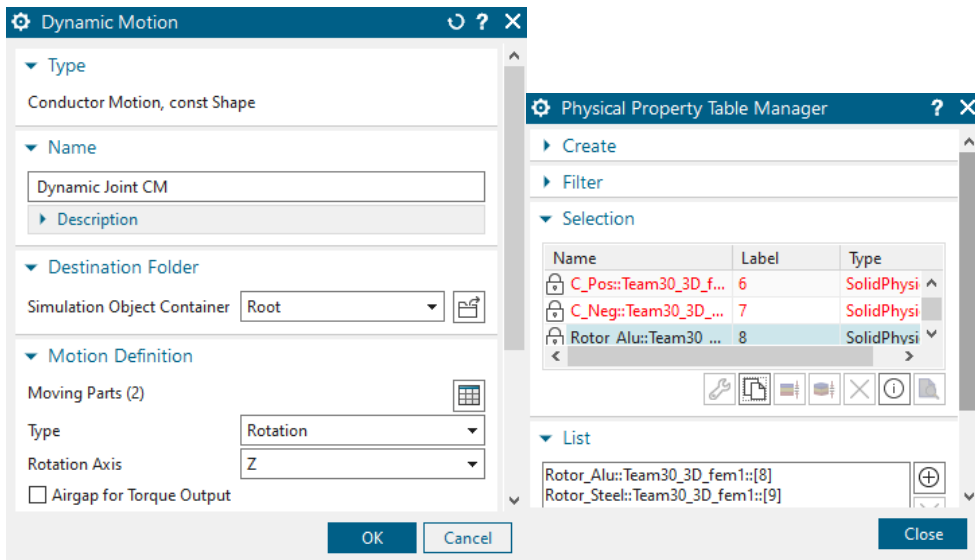 Dynamic Motion
Type
Conductor Motion, const Shape
Name
Dynamic Joint CM
Description
Destination Folder
Simulation Object Container Root
Motion Definition
Moving Parts (2)
Type Rotation
Rotation Axis Z
Airgap for Torque Output
OK Cancel
Physical Property Table Manager
Create
Filter
Selection
Name Label Type
C_Pos::Team30_3D_f... 6 SolidPhysi
C_Neg::Team30_3D_... 7 SolidPhysi
Rotor_Alu::Team30_... 8 SolidPhysi
List
Rotor_Alu::Team30_3D_fem1::[8]
Rotor_Steel::Team30_3D_fem1::[9]
Close